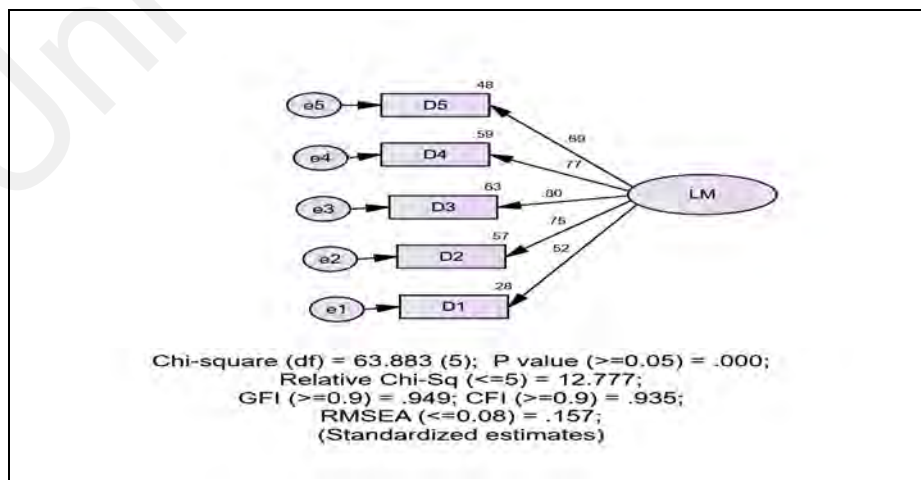 Uni
48
e5 D5
.69
59
e4 D4
.77
63
.80
e3 D3
LM
.75
57
e2 D2
.52
28
e1 D1
Chi-square (df) = 63.883 (5); P value (>=0.05) = .000;
Relative Chi-Sq (<=5) = 12.777;
GFI (>=0.9) = .949; CFI (>=0.9) = .935;
RMSEA (<=0.08) = .157;
(Standardized estimates)